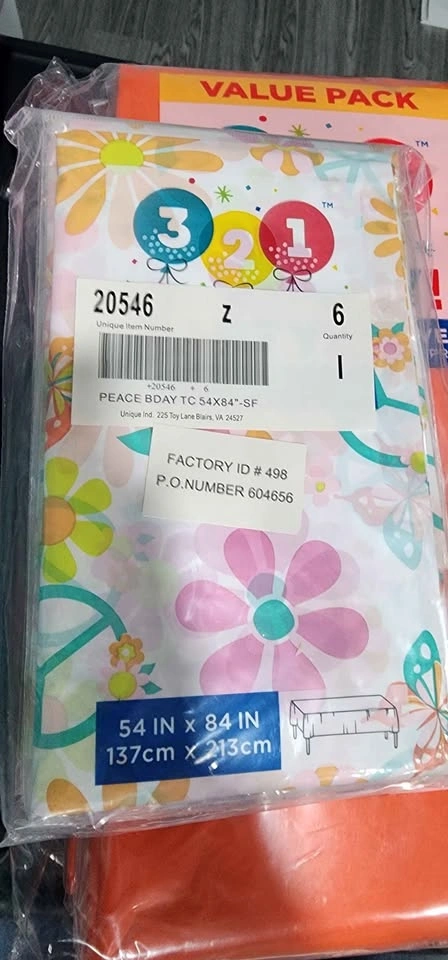 VALUE PACK
TM
3 2 1
20546 Z 6
Unique Item Number Quantity
I
+20546 + 6
PEACE BDAY TC 54X84"-SF
Unique Ind. 225 Toy Lane Blairs, VA 24527
FACTORY ID # 498
P.O.NUMBER 604656
54 IN x 84 IN
137cm x 213cm